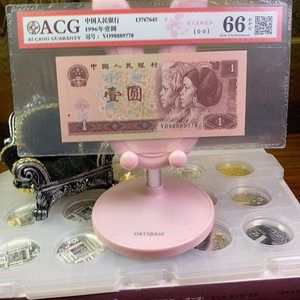 ACG
AI CANG GUARANTY
中国人民银行
1996年壹圆
冠号: YO98889778
13767645
66
EPQ
中国人民银行
壹圆
1
1
YO98889778
OATSBASF